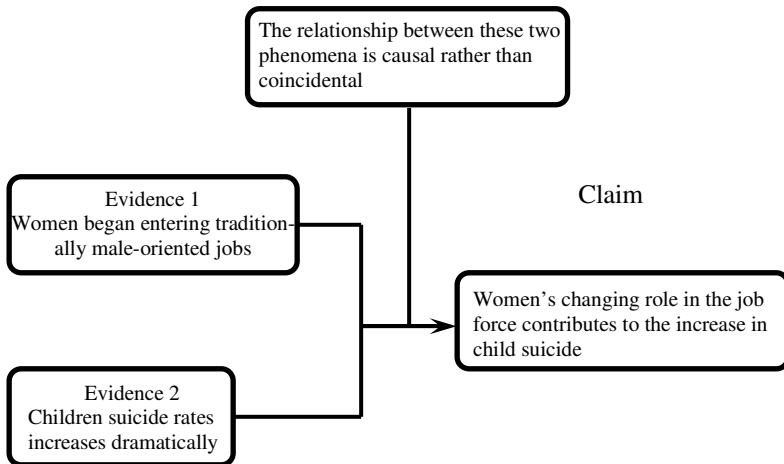 The relationship between these two
phenomena is causal rather than
coincidental
Evidence 1
Women began entering tradition-
ally male-oriented jobs
Claim
Women's changing role in the job
force contributes to the increase in
child suicide
Evidence 2
Children suicide rates
increases dramatically